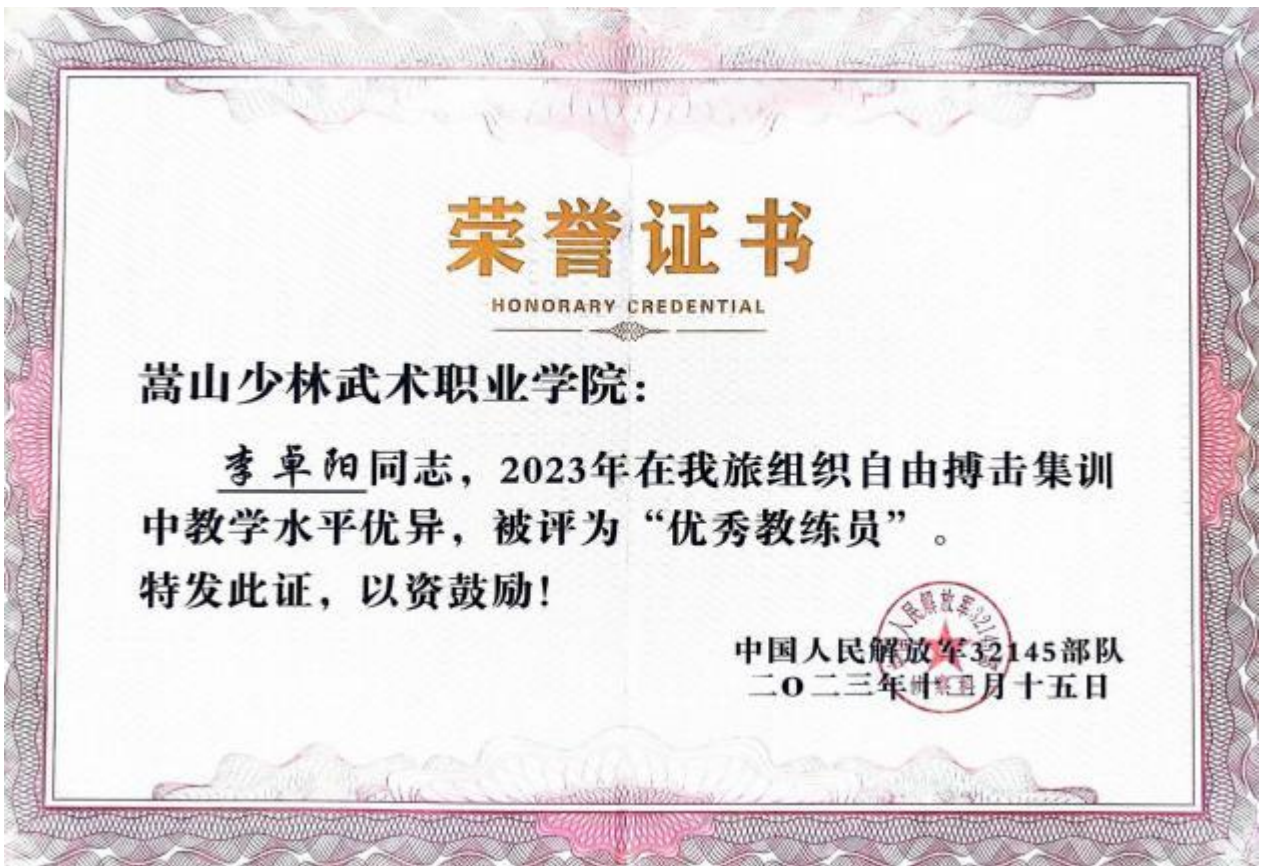 荣誉证书
HONORARY CREDENTIAL
嵩山少林武术职业学院:
李卓阳同志,2023年在我旅组织自由搏击集训
中教学水平优异,被评为“优秀教练员”。
特发此证,以资鼓励!
中国人民解放军32145部队
二O二三年十二月十五日